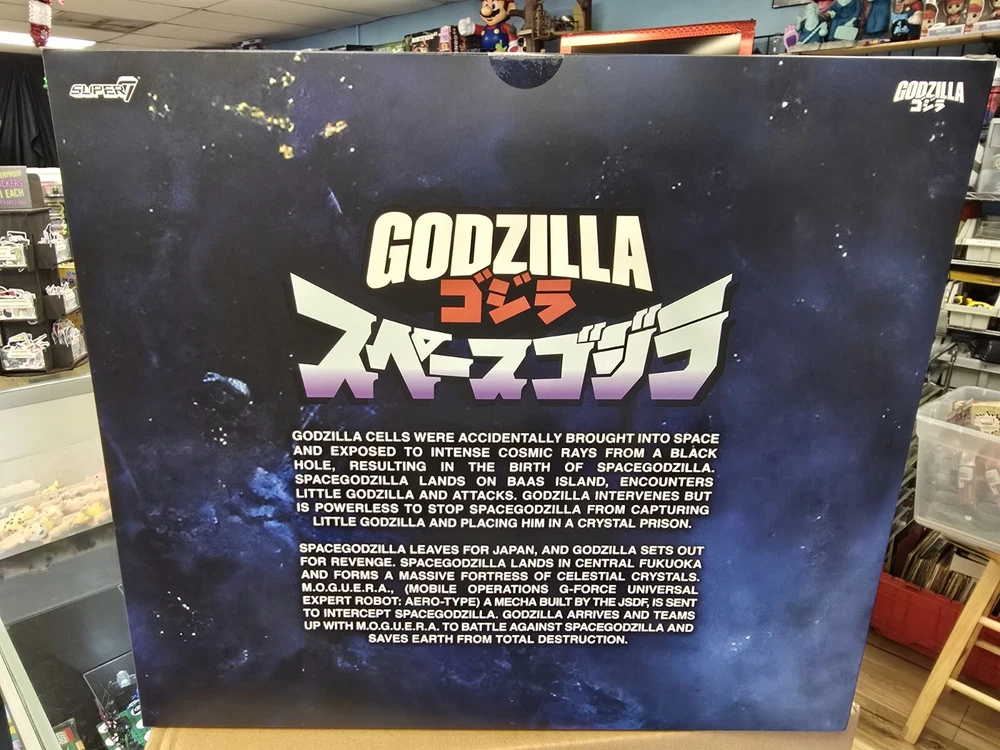 SUPER7
GODZILLA
ゴジラ
GODZILLA
ゴジラ
スペースゴジラ
GODZILLA CELLS WERE ACCIDENTALLY BROUGHT INTO SPACE
AND EXPOSED TO INTENSE COSMIC RAYS FROM A BLACK
HOLE, RESULTING IN THE BIRTH OF SPACEGODZILLA.
SPACEGODZILLA LANDS ON BAAS ISLAND, ENCOUNTERS
LITTLE GODZILLA AND ATTACKS. GODZILLA INTERVENES BUT
IS POWERLESS TO STOP SPACEGODZILLA FROM CAPTURING
LITTLE GODZILLA AND PLACING HIM IN A CRYSTAL PRISON.
SPACEGODZILLA LEAVES FOR JAPAN, AND GODZILLA SETS OUT
FOR REVENGE. SPACEGODZILLA LANDS IN CENTRAL FUKUOKA
AND FORMS A MASSIVE FORTRESS OF CELESTIAL CRYSTALS.
M.O.G.U.E.R.A., (MOBILE OPERATIONS G-FORCE UNIVERSAL
EXPERT ROBOT: AERO-TYPE) A MECHA BUILT BY THE JSDF, IS SENT
TO INTERCEPT SPACEGODZILLA. GODZILLA ARRIVES AND TEAMS
UP WITH M.O.G.U.E.R.A. TO BATTLE AGAINST SPACEGODZILLA AND
SAVES EARTH FROM TOTAL DESTRUCTION.
EACH